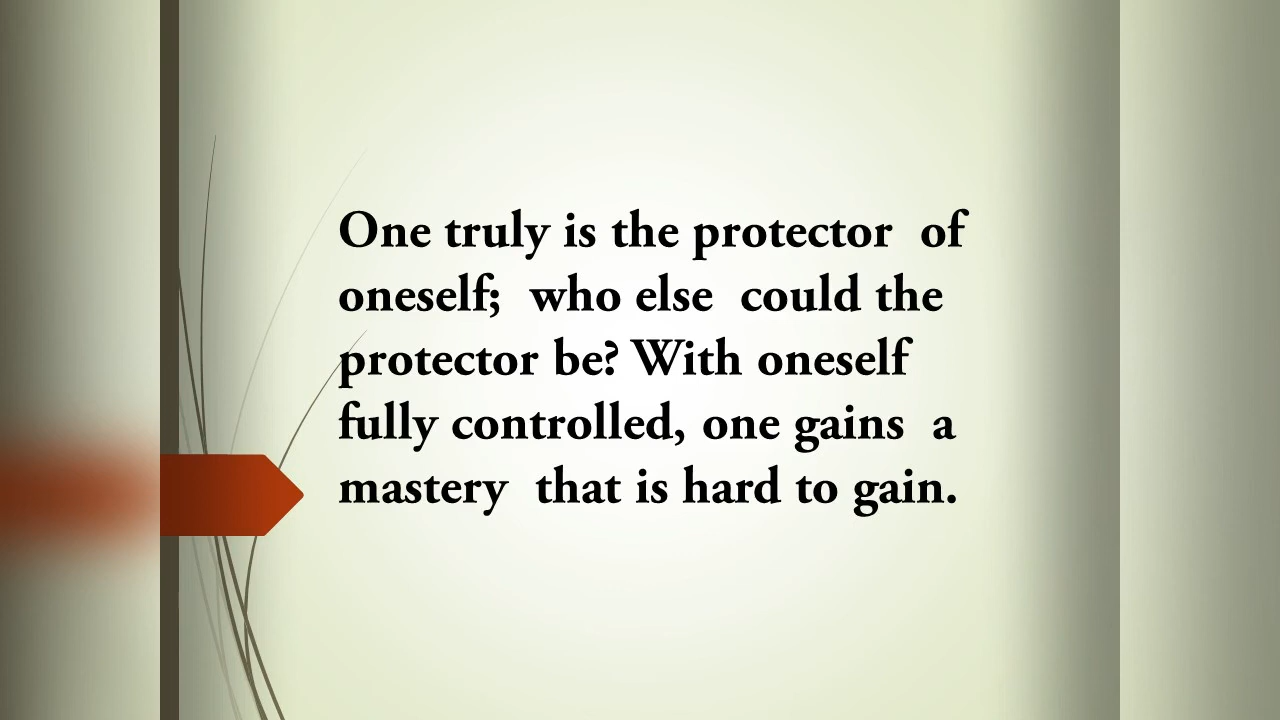 One truly is the protector of
oneself; who else could the
protector be? With oneself
fully controlled, one gains a
mastery that is hard to gain.